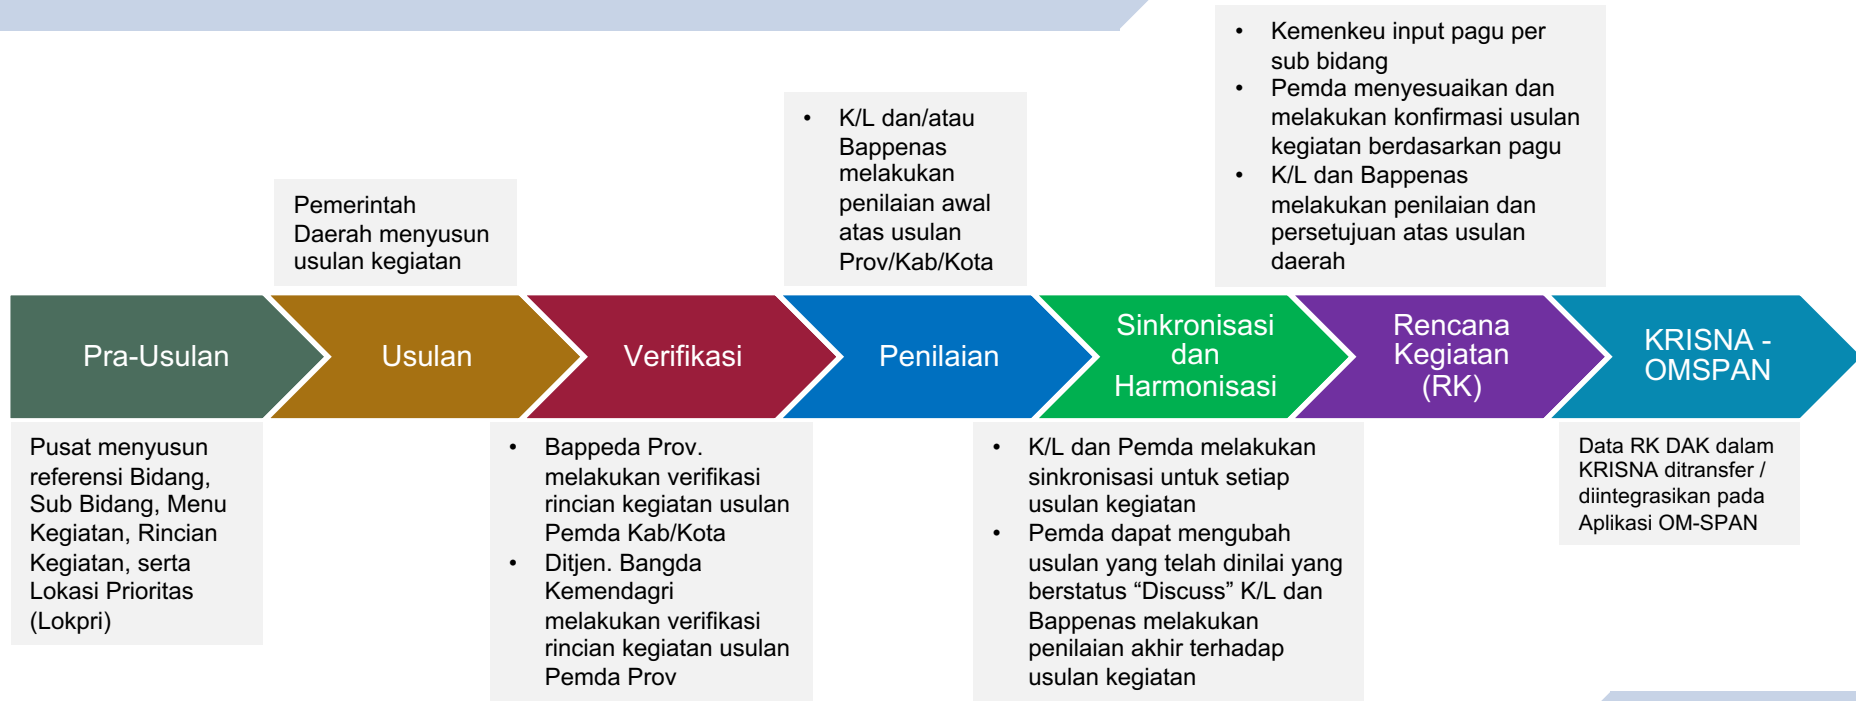 Pra-Usulan
Pusat menyusun
referensi Bidang,
Sub Bidang, Menu
Kegiatan, Rincian
Kegiatan, serta
Lokasi Prioritas
(Lokpri)
Pemerintah
Daerah menyusun
usulan kegiatan
Usulan
Verifikasi
• Bappeda Prov.
melakukan verifikasi
rincian kegiatan usulan
Pemda Kab/Kota
• Ditjen. Bangda
Kemendagri
melakukan verifikasi
rincian kegiatan usulan
Pemda Prov
• K/L dan/atau
Bappenas
melakukan
penilaian awal
atas usulan
Prov/Kab/Kota
Penilaian
Sinkronisasi
dan
Harmonisasi
• K/L dan Pemda melakukan
sinkronisasi untuk setiap
usulan kegiatan
• Pemda dapat mengubah
usulan yang telah dinilai yang
berstatus “Discuss” K/L dan
Bappenas melakukan
penilaian akhir terhadap
usulan kegiatan
• Kemenkeu input pagu per
sub bidang
• Pemda menyesuaikan dan
melakukan konfirmasi usulan
kegiatan berdasarkan pagu
• K/L dan Bappenas
melakukan penilaian dan
persetujuan atas usulan
daerah
Rencana
Kegiatan
(RK)
KRISNA -
OMSPAN
Data RK DAK dalam
KRISNA ditransfer /
diintegrasikan pada
Aplikasi OM-SPAN